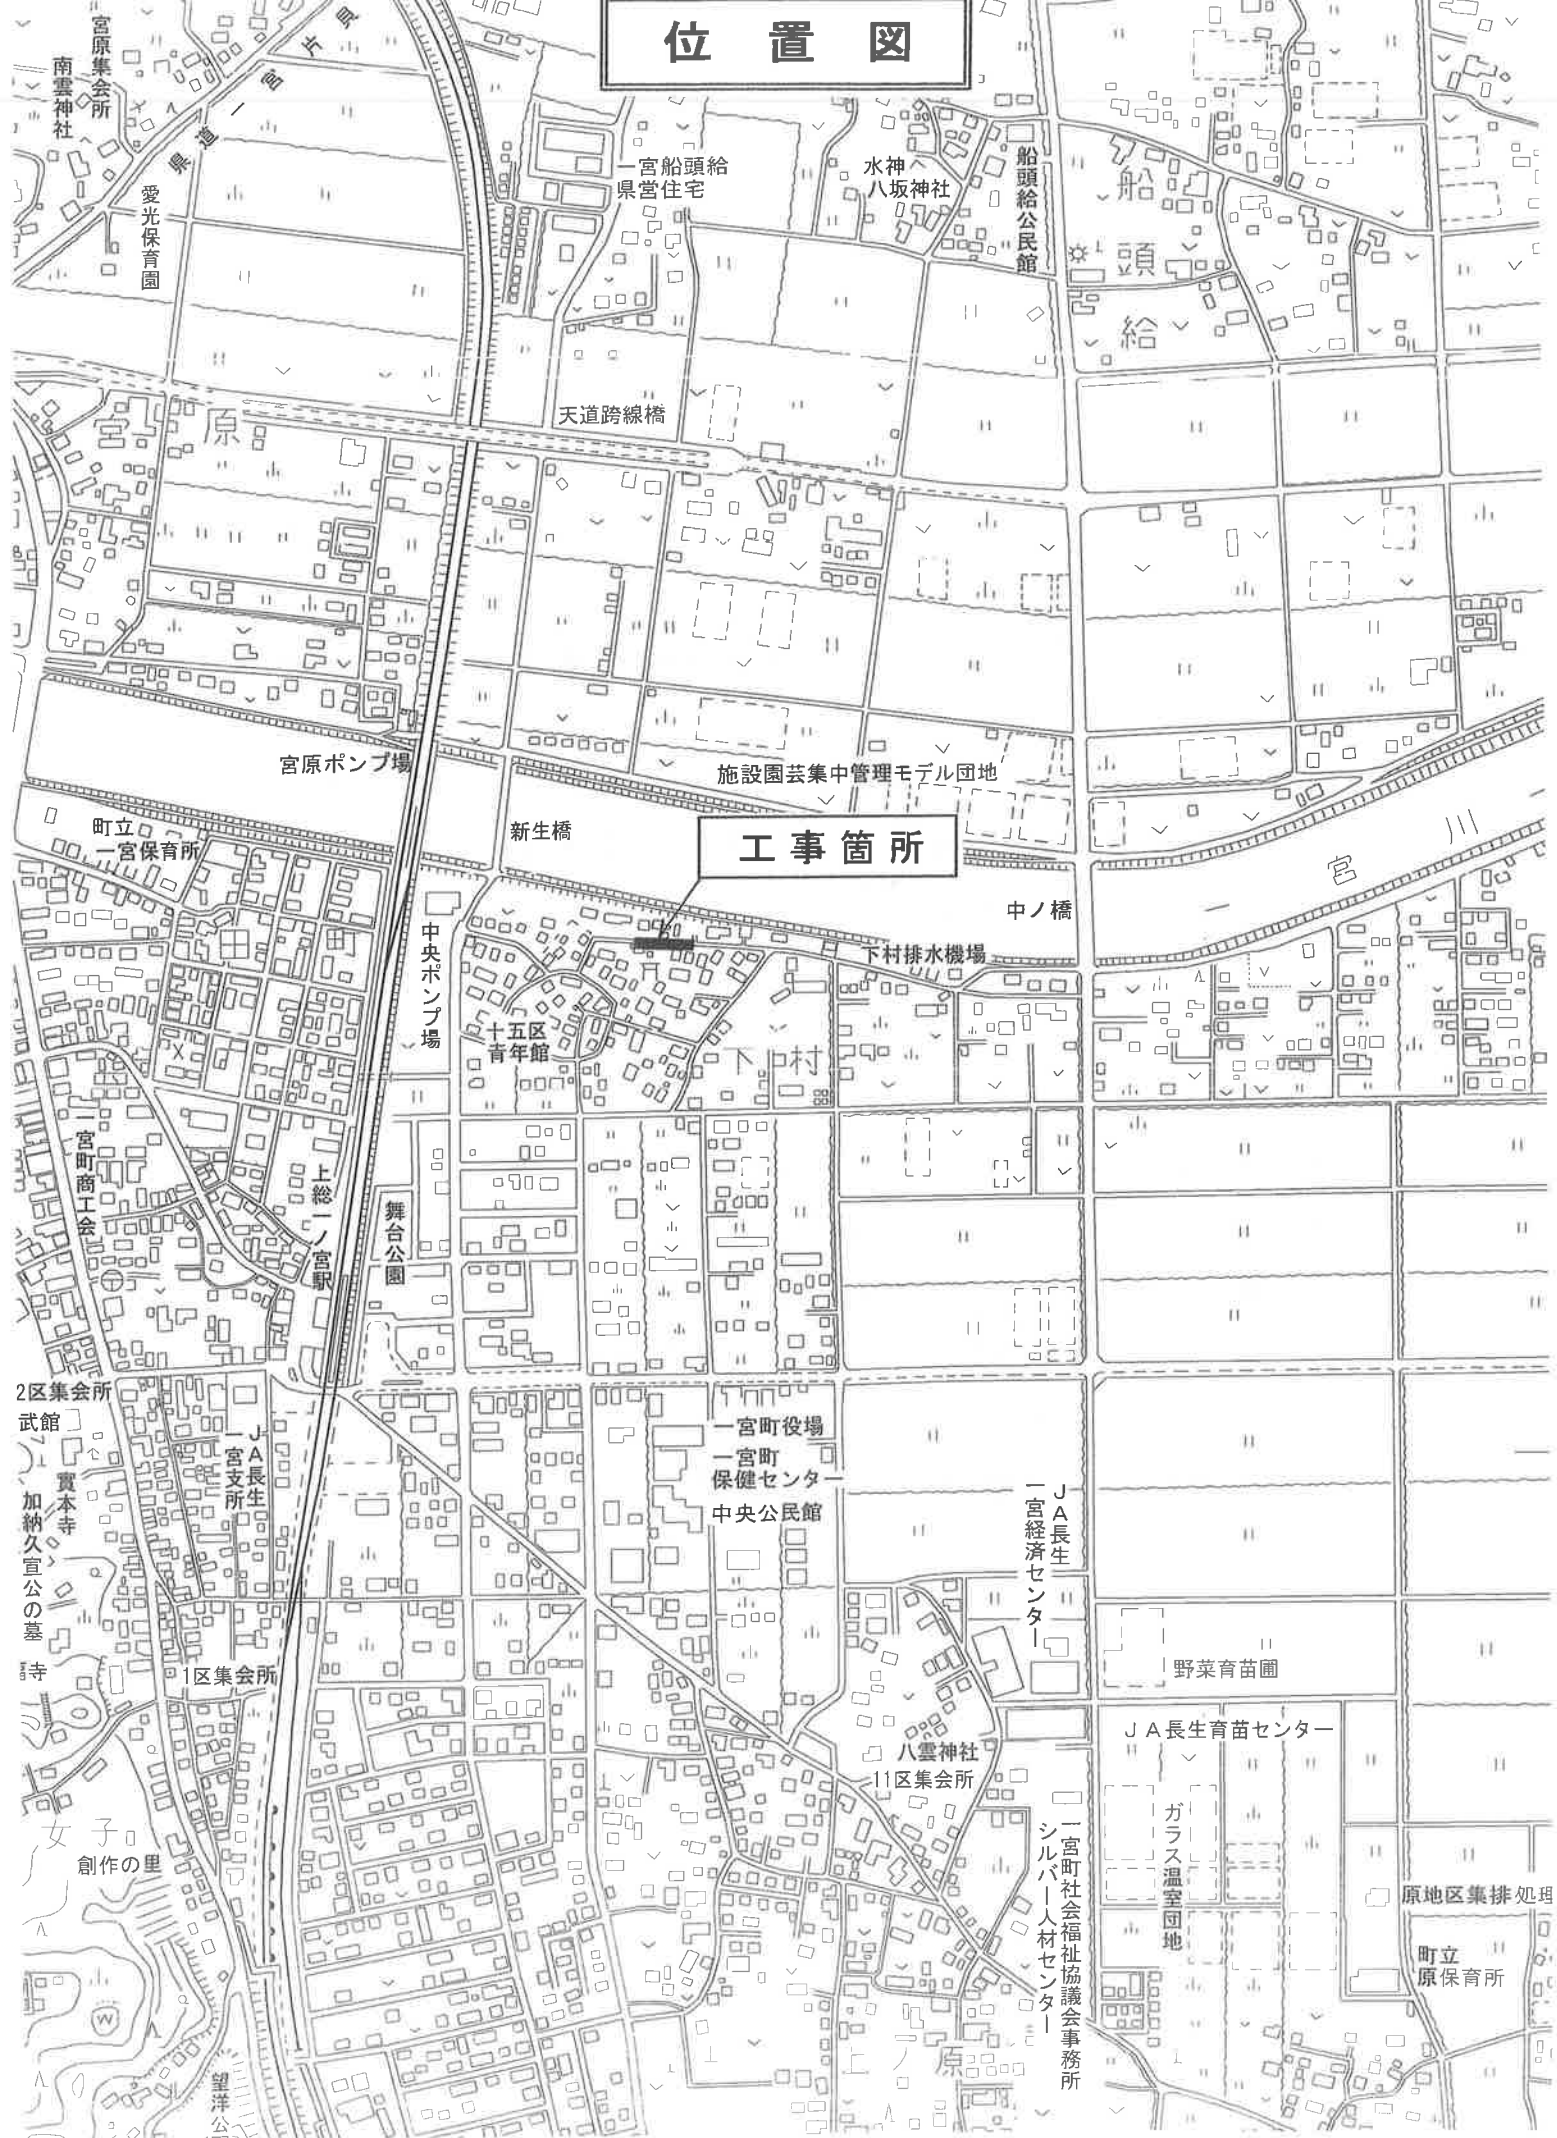 位置図
宮原集会所
南雲神社
県道一宮片貝
愛光保育園
一宮船頭給
県営住宅
水神
八坂神社
船頭給公民館
船頭給
天道跨線橋
宮原
宮原ポンプ場
施設園芸集中管理モデル団地
新生橋
町立
一宮保育所
工事箇所
一宮川
中ノ橋
下村排水機場
中央ポンプ場
田町
十五区
青年館
下村
一宮町商工会
上総一ノ宮駅
舞台公園
2区集会所
武館
JA長生
一宮支所
一宮町役場
一宮町
保健センター
中央公民館
實本寺
加納久宣公の墓
JA長生
一宮経済センター
寺
1区集会所
野菜育苗圃
JA長生育苗センター
八雲神社
11区集会所
ガラス温室団地
女子
創作の里
一宮町社会福祉協議会事務所
シルバー人材センター
原地区集排処理
町立
原保育所
上ノ原
望洋公